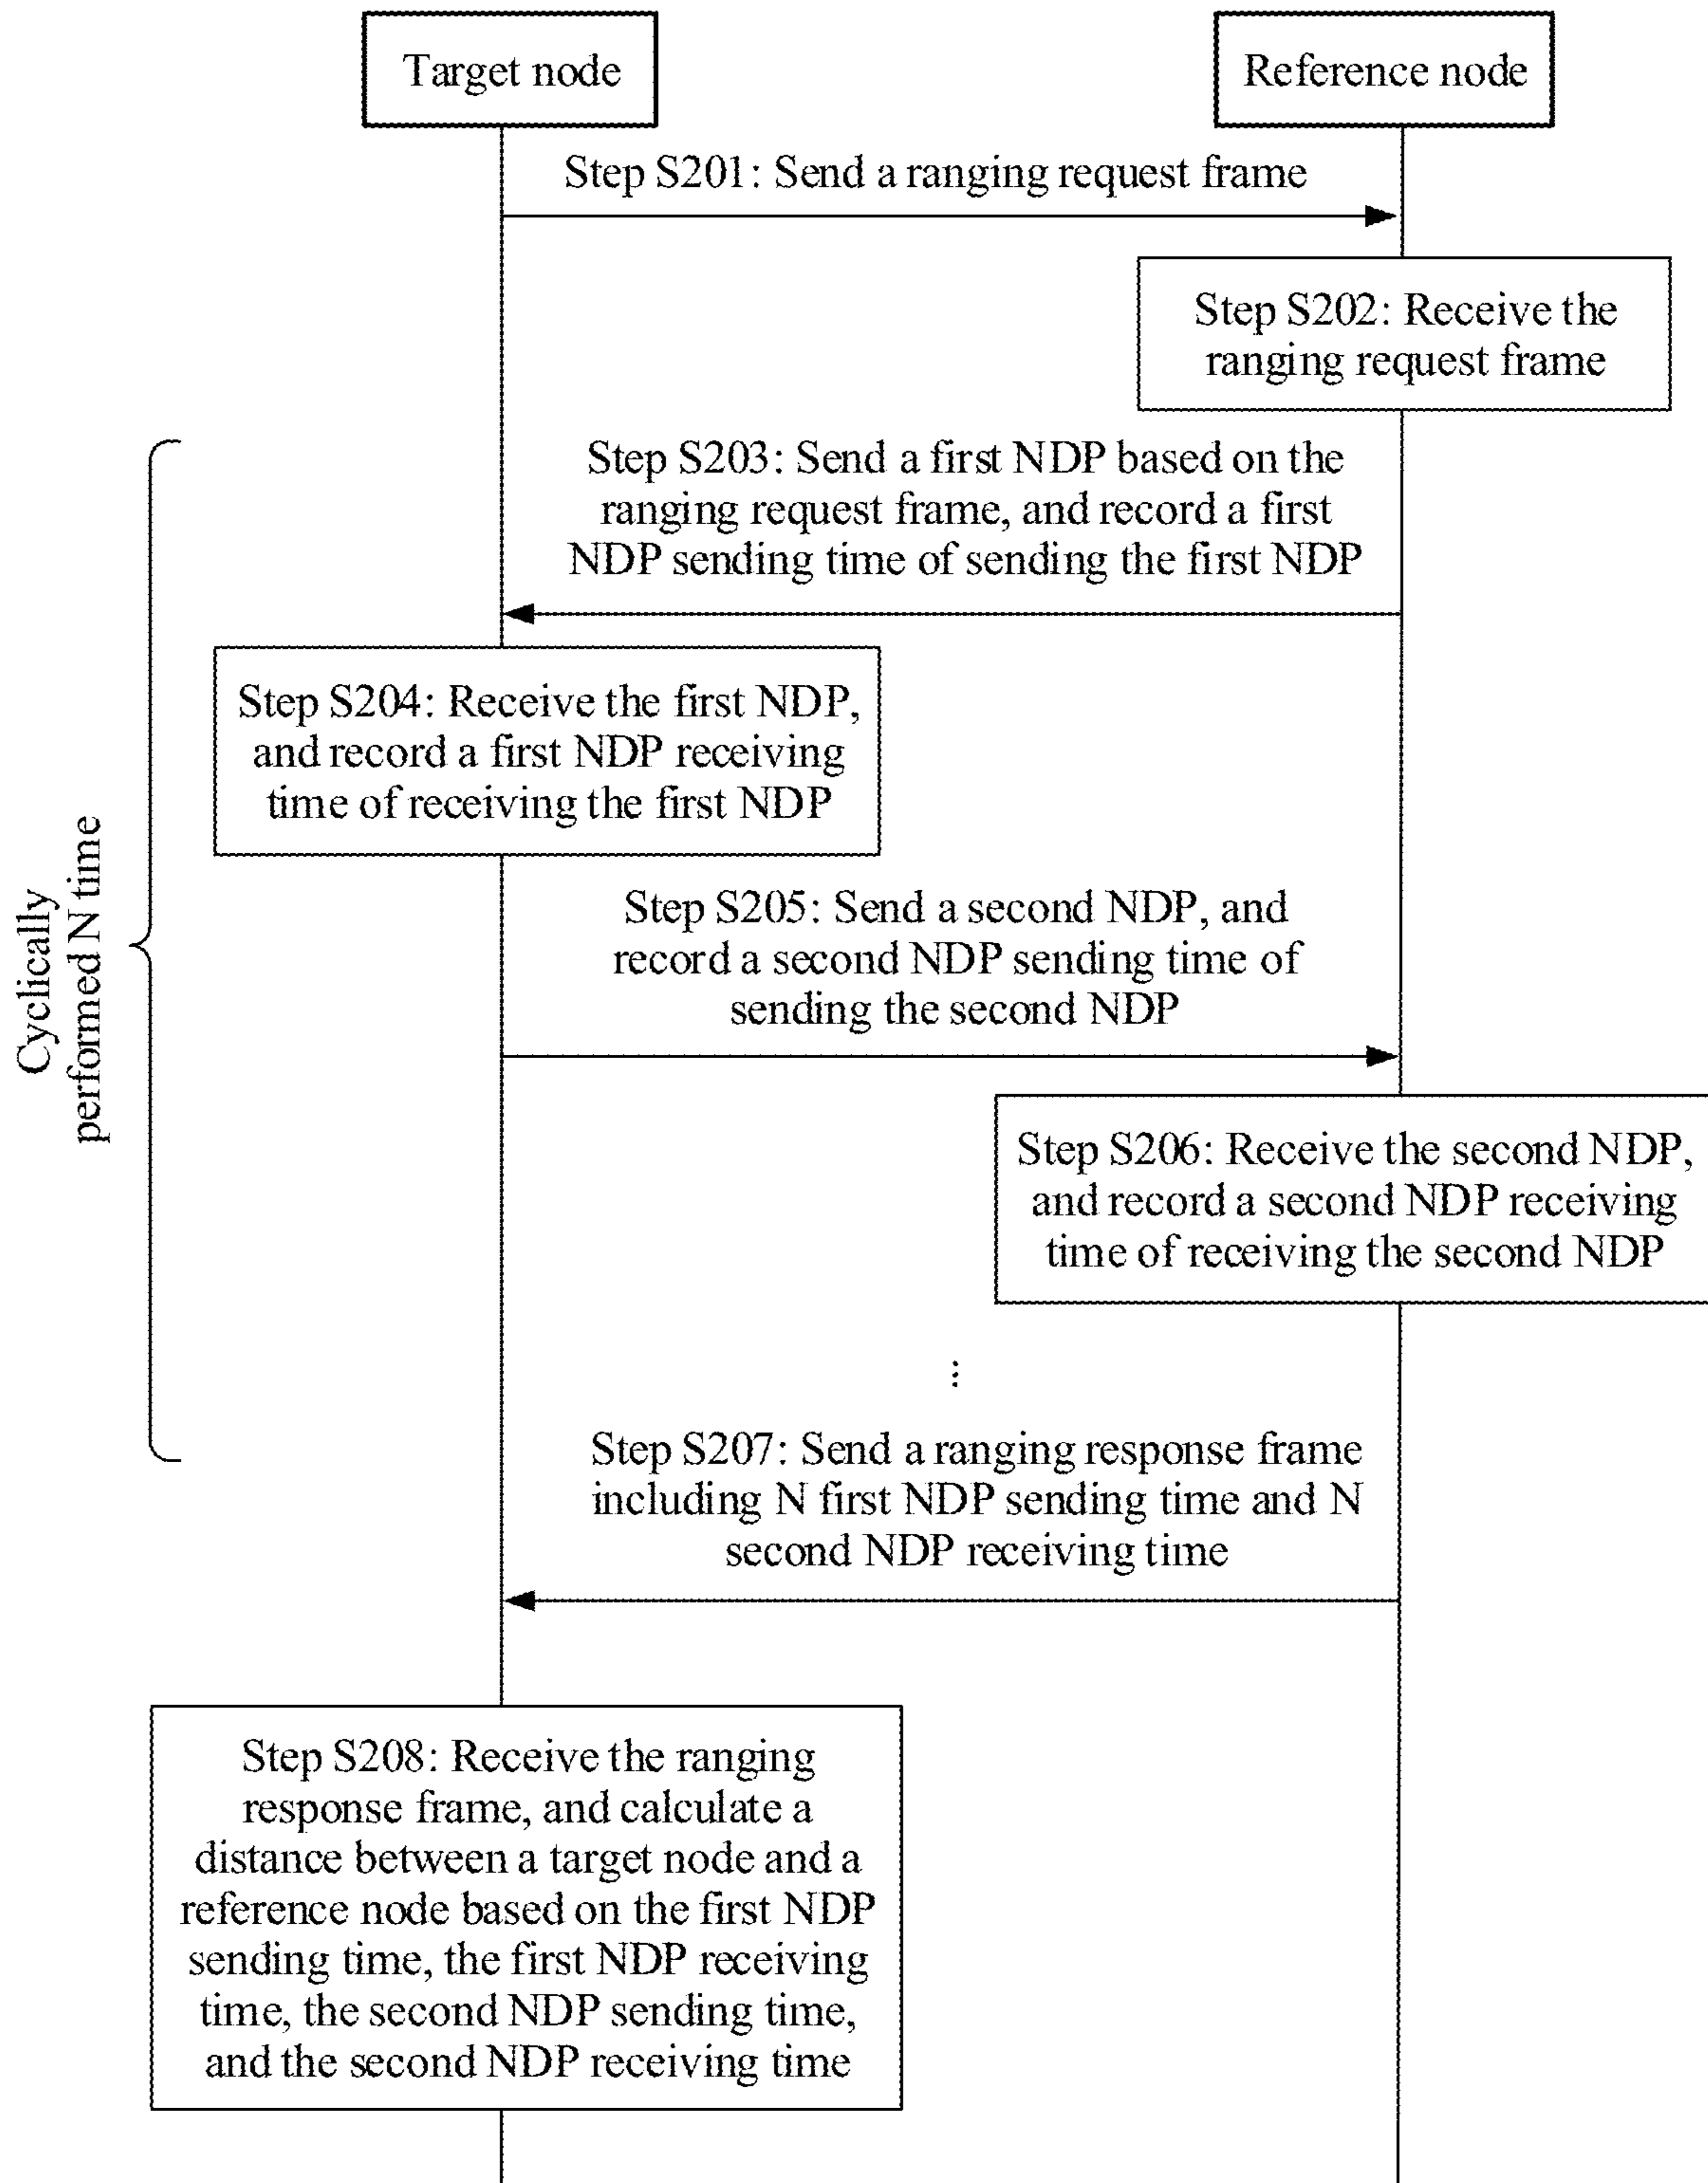 Target node
Reference node
Step S201: Send a ranging request frame
Step S202: Receive the
ranging request frame
Step S203: Send a first NDP based on the
ranging request frame, and record a first
NDP sending time of sending the first NDP
Step S204: Receive the first NDP,
and record a first NDP receiving
time of receiving the first NDP
Cyclically
performed N time
Step S205: Send a second NDP, and
record a second NDP sending time of
sending the second NDP
Step S206: Receive the second NDP,
and record a second NDP receiving
time of receiving the second NDP
...
Step S207: Send a ranging response frame
including N first NDP sending time and N
second NDP receiving time
Step S208: Receive the ranging
response frame, and calculate a
distance between a target node and a
reference node based on the first NDP
sending time, the first NDP receiving
time, the second NDP sending time,
and the second NDP receiving time